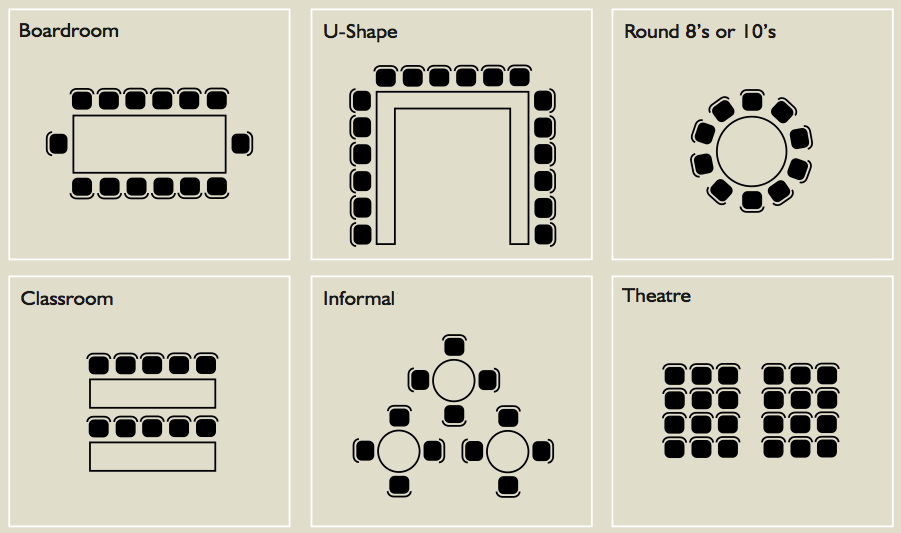 Boardroom
U-Shape
Round 8's or 10's
Classroom
Informal
Theatre